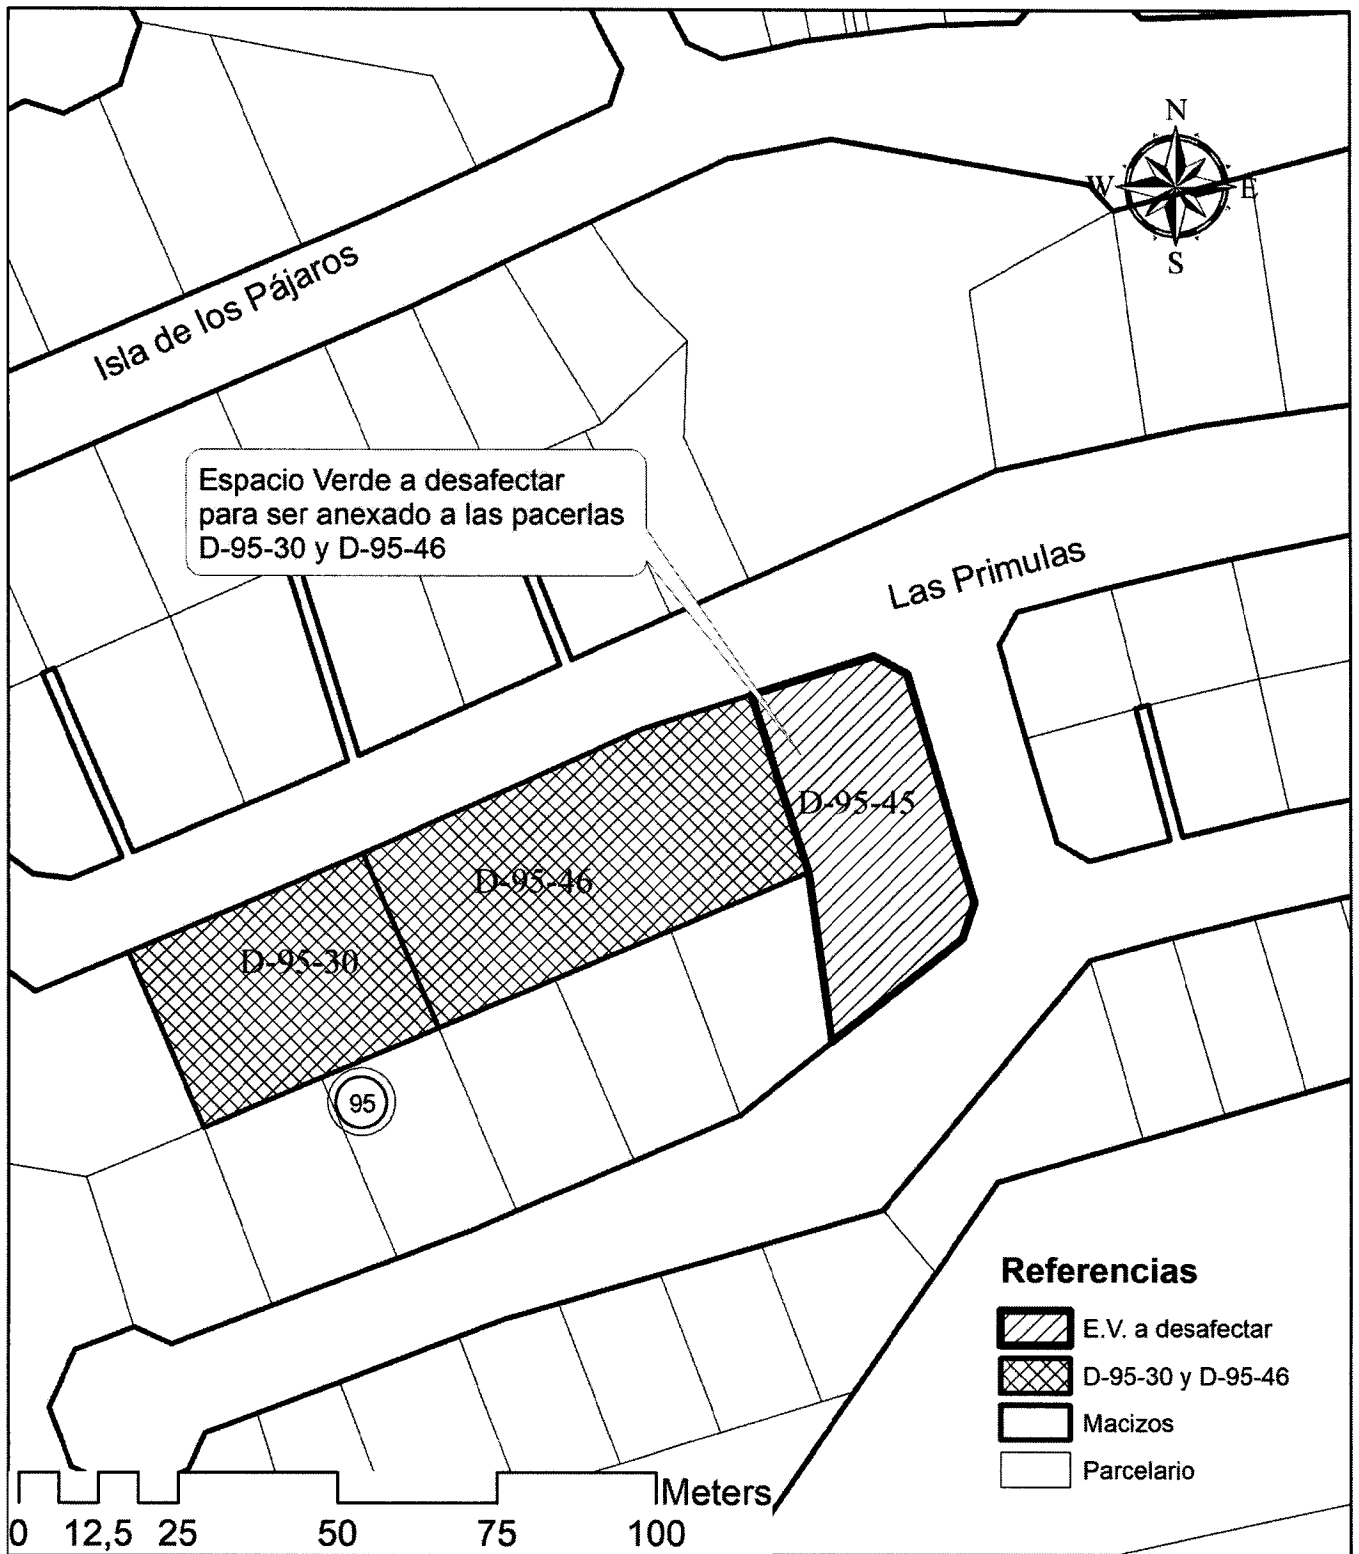 N
W
E
S
Isla de los Pájaros
Espacio Verde a desafectar
para ser anexado a las pacerlas
D-95-30 y D-95-46
Las Primulas
D-95-45
D-95-46
D-95-30
95
Referencias
E.V. a desafectar
D-95-30 y D-95-46
Macizos
Parcelario
Meters
0 12,5 25 50 75 100